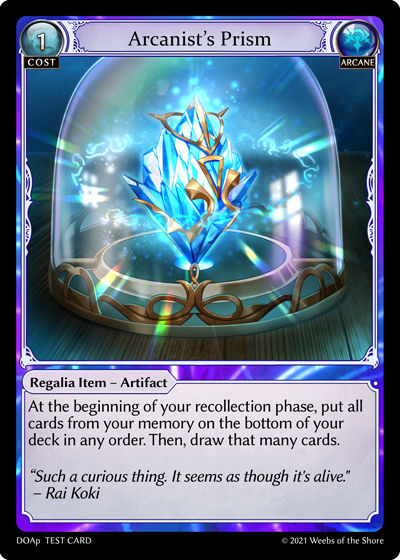 1
Arcanist's Prism
COST
ARCANE
Regalia Item – Artifact
At the beginning of your recollection phase, put all
cards from your memory on the bottom of your
deck in any order. Then, draw that many cards.
“Such a curious thing. It seems as though it's alive."
– Rai Koki
DOAp TEST CARD
© 2021 Weebs of the Shore